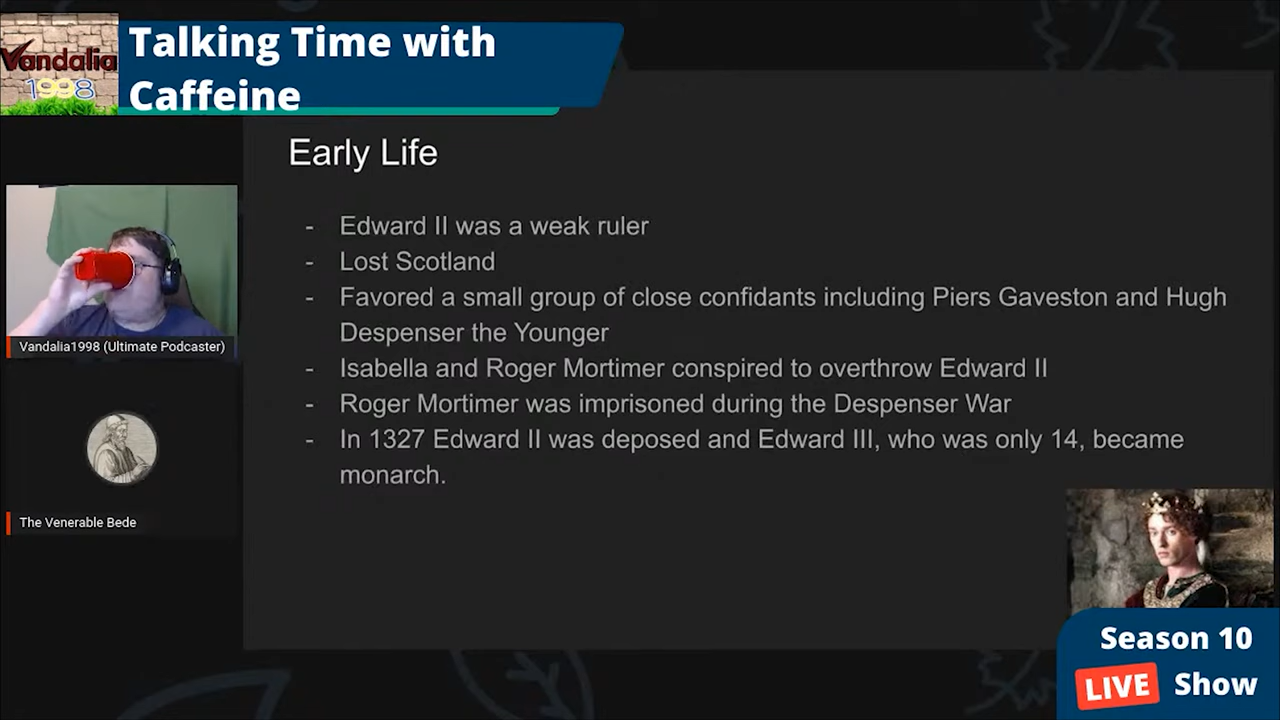 Vandalia
1998
Talking Time with
Caffeine
Early Life
- Edward II was a weak ruler
- Lost Scotland
- Favored a small group of close confidants including Piers Gaveston and Hugh
Despenser the Younger
- Isabella and Roger Mortimer conspired to overthrow Edward II
- Roger Mortimer was imprisoned during the Despenser War
- In 1327 Edward II was deposed and Edward III, who was only 14, became
monarch.
Vandalia1998 (Ultimate Podcaster)
The Venerable Bede
Season 10
LIVE Show